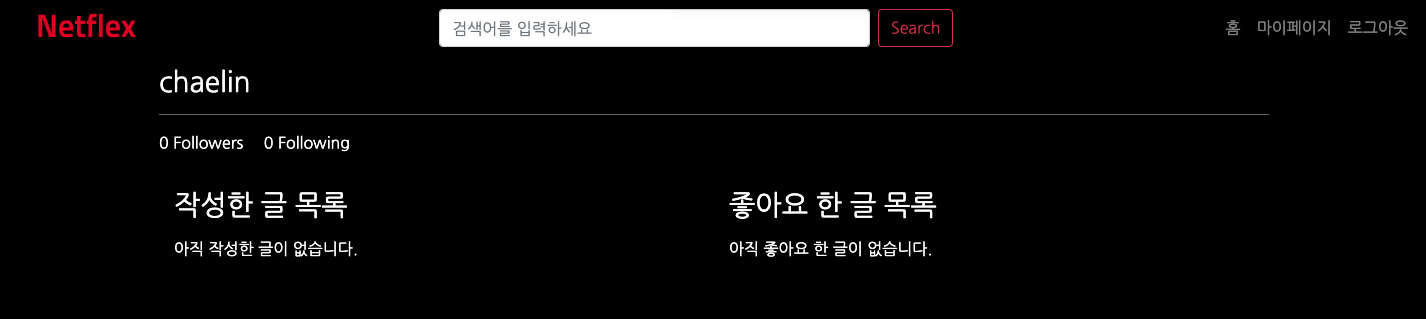 Netflex 검색어를 입력하세요 Search 홈 마이페이지 로그아웃
chaelin
0 Followers 0 Following
작성한 글 목록
아직 작성한 글이 없습니다.
좋아요 한 글 목록
아직 좋아요 한 글이 없습니다.